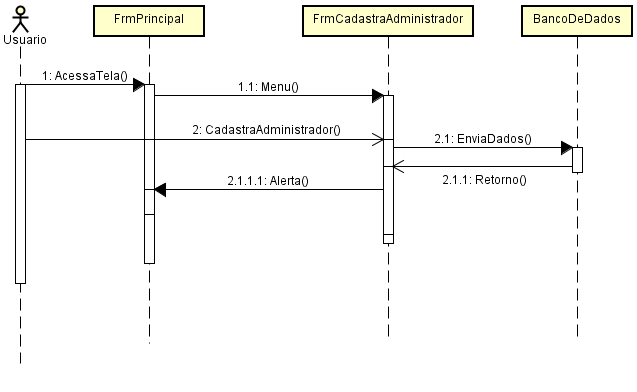 Usuario
FrmPrincipal
FrmCadastraAdministrador
BancoDeDados
1: AcessaTela()
1.1: Menu()
2: CadastraAdministrador()
2.1: EnviaDados()
2.1.1: Retorno()
2.1.1.1: Alerta()